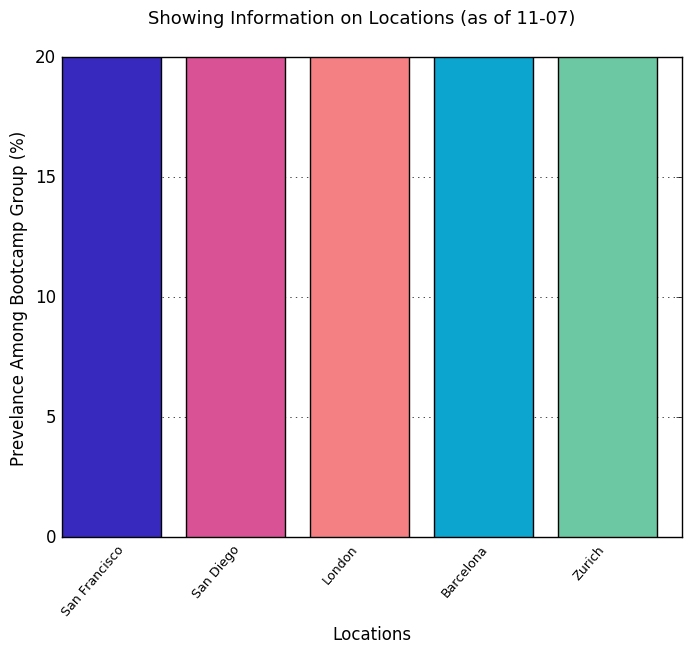 Showing Information on Locations (as of 11-07)
Prevelance Among Bootcamp Group (%)
20
15
10
5
0
San Francisco
San Diego
London
Barcelona
Zurich
Locations